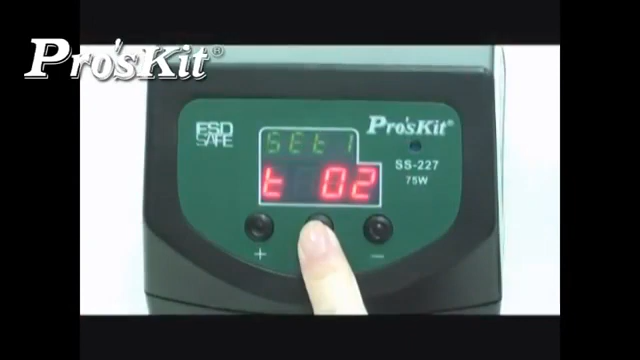 Pro'sKit®
ESD
SAFE
Pro'sKit®
SEt 1
t 02
SS-227
75W
+
−